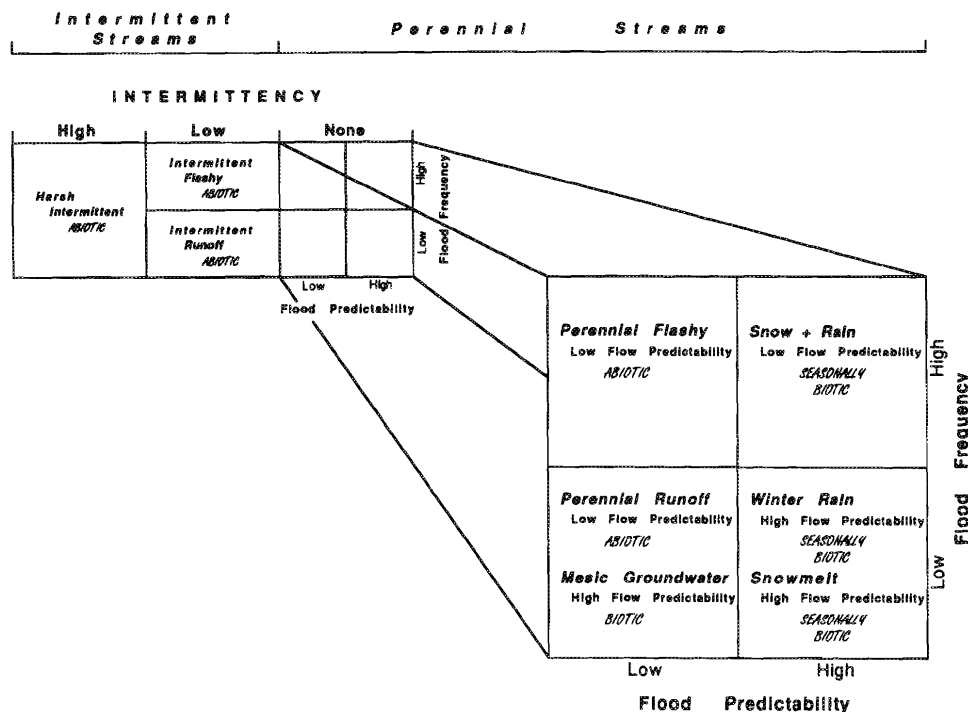 Intermittent
Streams
Perennial Streams
INTERMITTENCY
High Low None
Harsh
Intermittent
ABIOTIC
Intermittent
Flashy
ABIOTIC
Intermittent
Runoff
ABIOTIC
High
Low
Flood Frequency
Low High
Flood Predictability
Perennial Flashy
Low Flow Predictability
ABIOTIC
Snow + Rain
Low Flow Predictability
SEASONALLY
BIOTIC
Perennial Runoff
Low Flow Predictability
ABIOTIC
Mesic Groundwater
High Flow Predictability
BIOTIC
Winter Rain
High Flow Predictability
SEASONALLY
BIOTIC
Snowmelt
High Flow Predictability
SEASONALLY
BIOTIC
High
Low
Flood Frequency
Low High
Flood Predictability